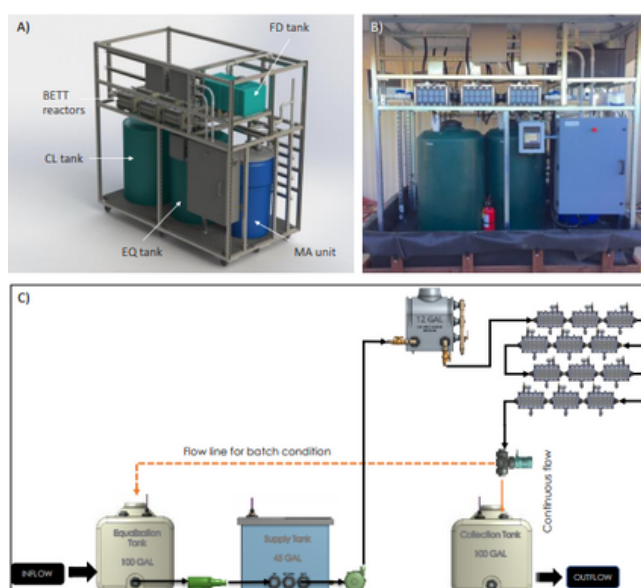 A)
FD tank
BETT
reactors
CL tank
EQ tank
MA unit
B)
C)
12 GAL
Flow line for batch condition
Continuous flow
Equalization
Tank
100 GAL
Supply Tank
45 GAL
Collection Tank
100 GAL
INFLOW
OUTFLOW